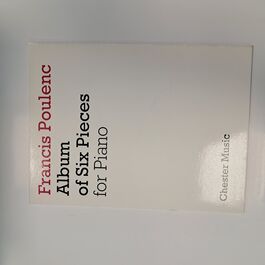 Francis Poulenc
Album
of Six Pieces
for Piano
Chester Music